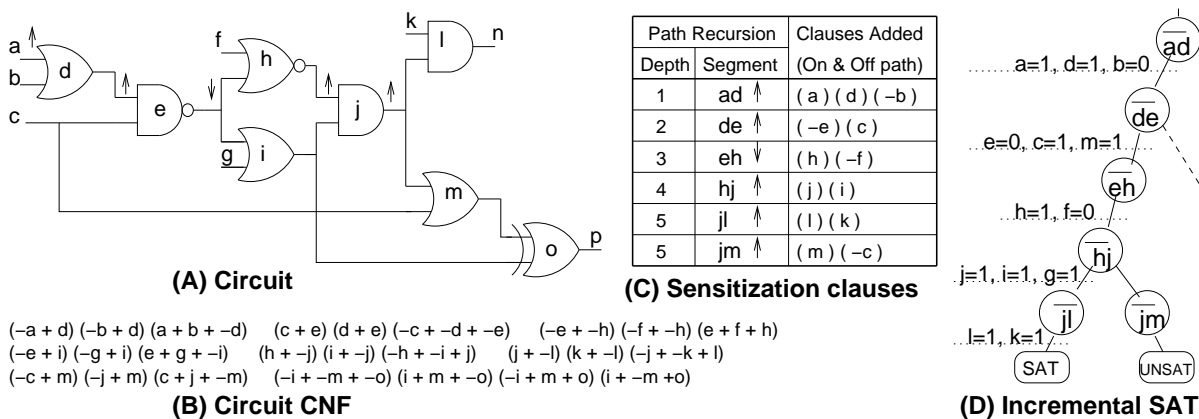 a
b
c
d
e
f
g
h
i
j
k
l
n
m
o
p
(A) Circuit
(−a + d) (−b + d) (a + b + −d) (c + e) (d + e) (−c + −d + −e) (−e + −h) (−f + −h) (e + f + h)
(−e + i) (−g + i) (e + g + −i) (h + −j) (i + −j) (−h + −i + j) (j + −l) (k + −l) (−j + −k + l)
(−c + m) (−j + m) (c + j + −m) (−i + −m + −o) (i + m + −o) (−i + m + o) (i + −m +o)
(B) Circuit CNF
Path Recursion Clauses Added
Depth Segment (On & Off path)
1 ad ( a ) ( d ) ( −b )
2 de ( −e ) ( c )
3 eh ( h ) ( −f )
4 hj ( j ) ( i )
5 jl ( l ) ( k )
5 jm ( m ) ( −c )
(C) Sensitization clauses
ad
a=1, d=1, b=0
de
e=0, c=1, m=1
eh
h=1, f=0
hj
j=1, i=1, g=1
jl jm
l=1, k=1
SAT UNSAT
(D) Incremental SAT